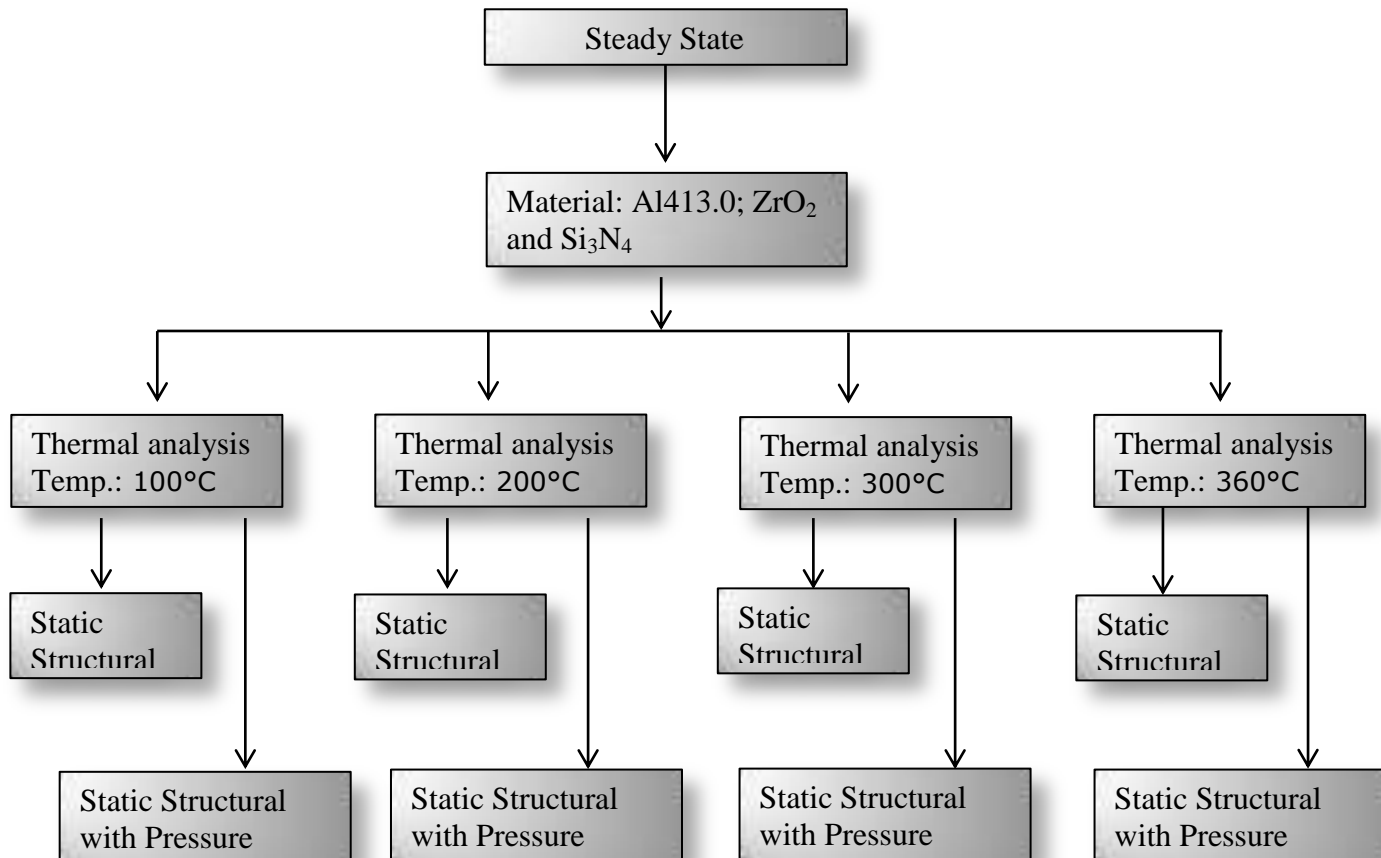 Steady State
Material: Al413.0; ZrO₂
and Si₃N₄
Thermal analysis
Temp.: 100°C
Thermal analysis
Temp.: 200°C
Thermal analysis
Temp.: 300°C
Thermal analysis
Temp.: 360°C
Static
Structural
Static
Structural
Static
Structural
Static
Structural
Static Structural
with Pressure
Static Structural
with Pressure
Static Structural
with Pressure
Static Structural
with Pressure